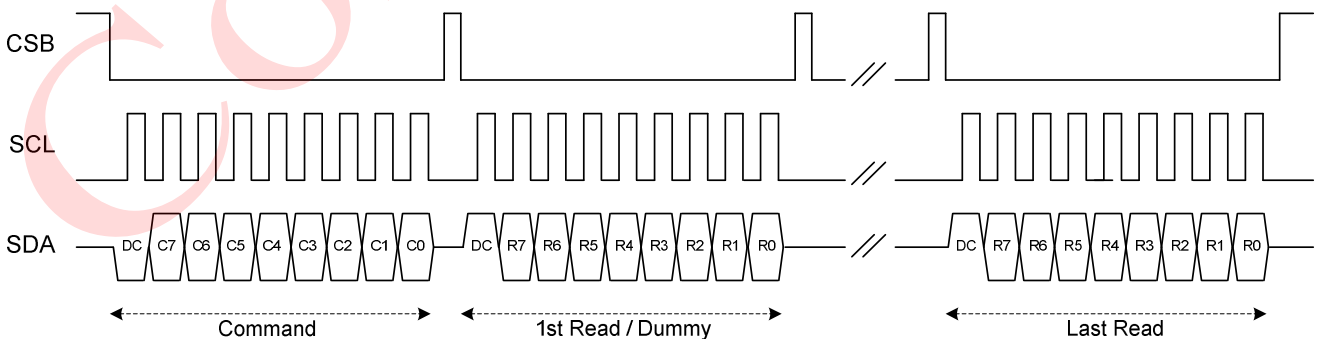 CSB
SCL
SDA
DC C7 C6 C5 C4 C3 C2 C1 C0 DC R7 R6 R5 R4 R3 R2 R1 R0 DC R7 R6 R5 R4 R3 R2 R1 R0
Command 1st Read / Dummy Last Read